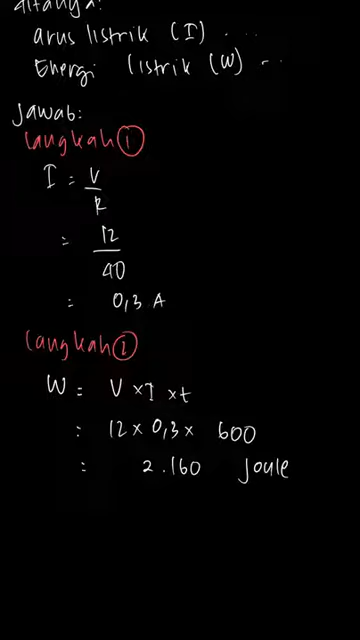 ditanya:
arus listrik (I) ...
Energi listrik (W) ...
Jawab:
Langkah ①
I = V
R
= 12
40
= 0,3 A
Langkah ②
W = V × I × t
= 12 × 0,3 × 600
= 2.160 Joule